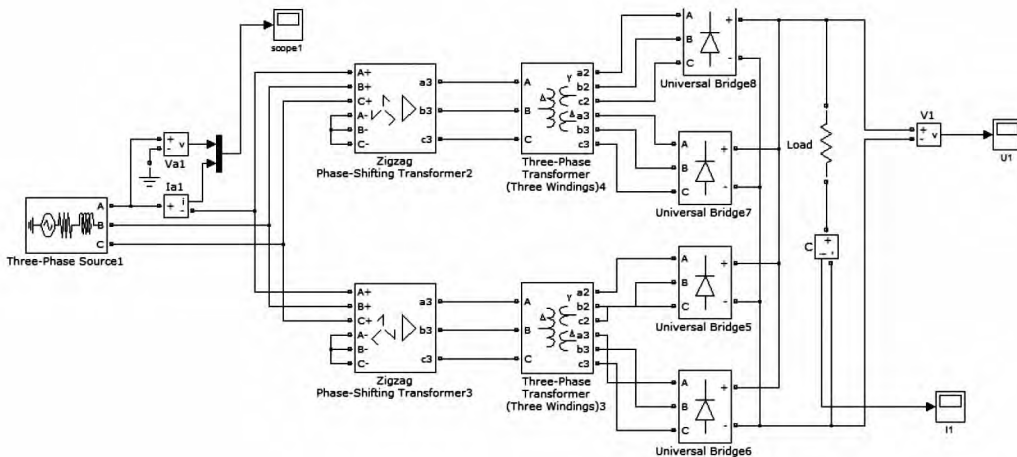 scope1
+
-
v
Va1
i
+
-
Ia1
A
B
C
Three-Phase Source1
A+
B+
C+
A-
B-
C-
a3
b3
c3
Zigzag
Phase-Shifting Transformer2
A
B
C
Y
Δ
Δ
a2
b2
c2
a3
b3
c3
Three-Phase
Transformer
(Three Windings)4
A
B
C
+
-
Universal Bridge8
A
B
C
+
-
Universal Bridge7
Load
C
+
-
i
+
-
v
V1
U1
A+
B+
C+
A-
B-
C-
a3
b3
c3
Zigzag
Phase-Shifting Transformer3
A
B
C
Y
Δ
Δ
a2
b2
c2
a3
b3
c3
Three-Phase
Transformer
(Three Windings)3
A
B
C
+
-
Universal Bridge5
A
B
C
+
-
Universal Bridge6
I1